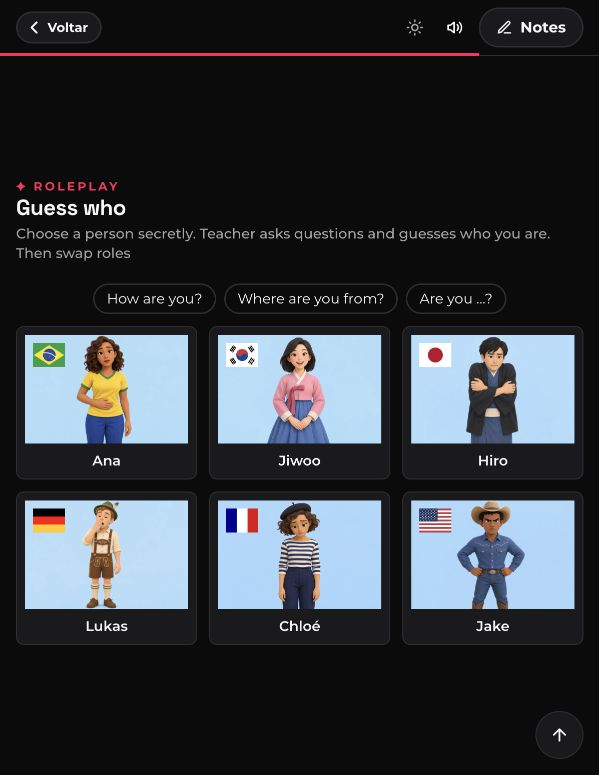 Voltar
Notes
ROLEPLAY
Guess who
Choose a person secretly. Teacher asks questions and guesses who you are.
Then swap roles
How are you?
Where are you from?
Are you ...?
Ana
Jiwoo
Hiro
Lukas
Chloé
Jake